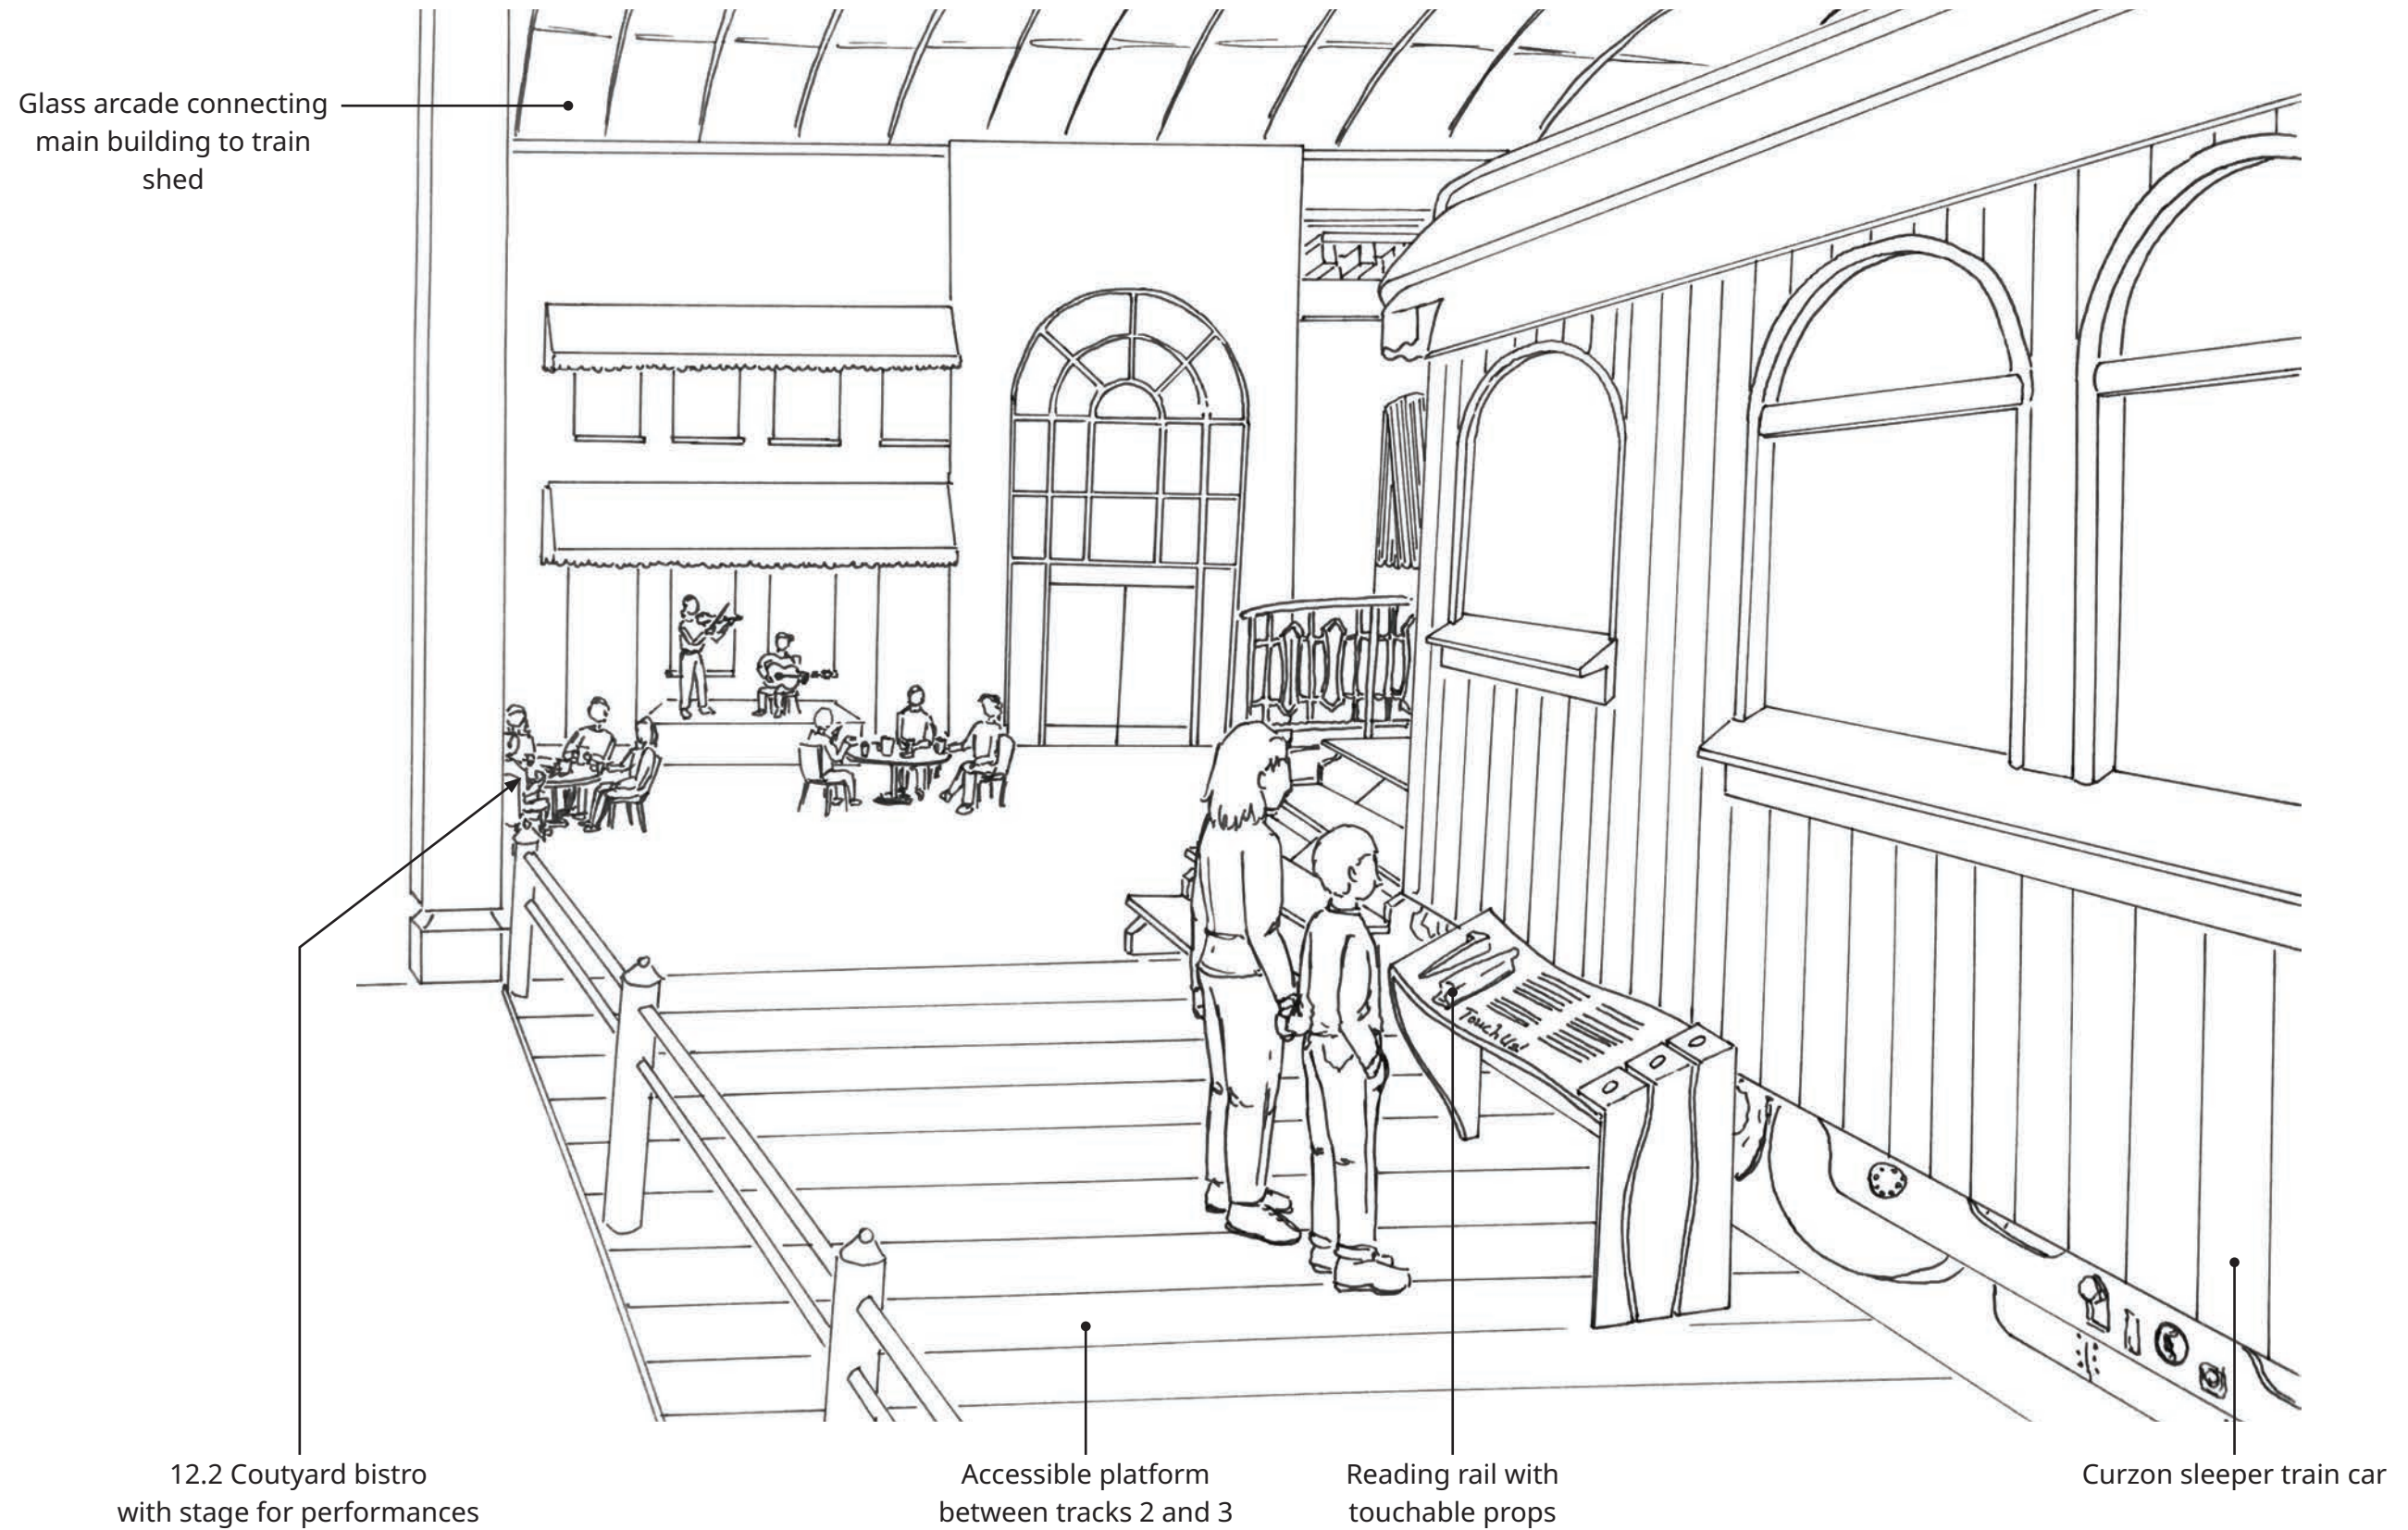 Glass arcade connecting
main building to train
shed
Touch Us!
12.2 Coutyard bistro
with stage for performances
Accessible platform
between tracks 2 and 3
Reading rail with
touchable props
Curzon sleeper train car